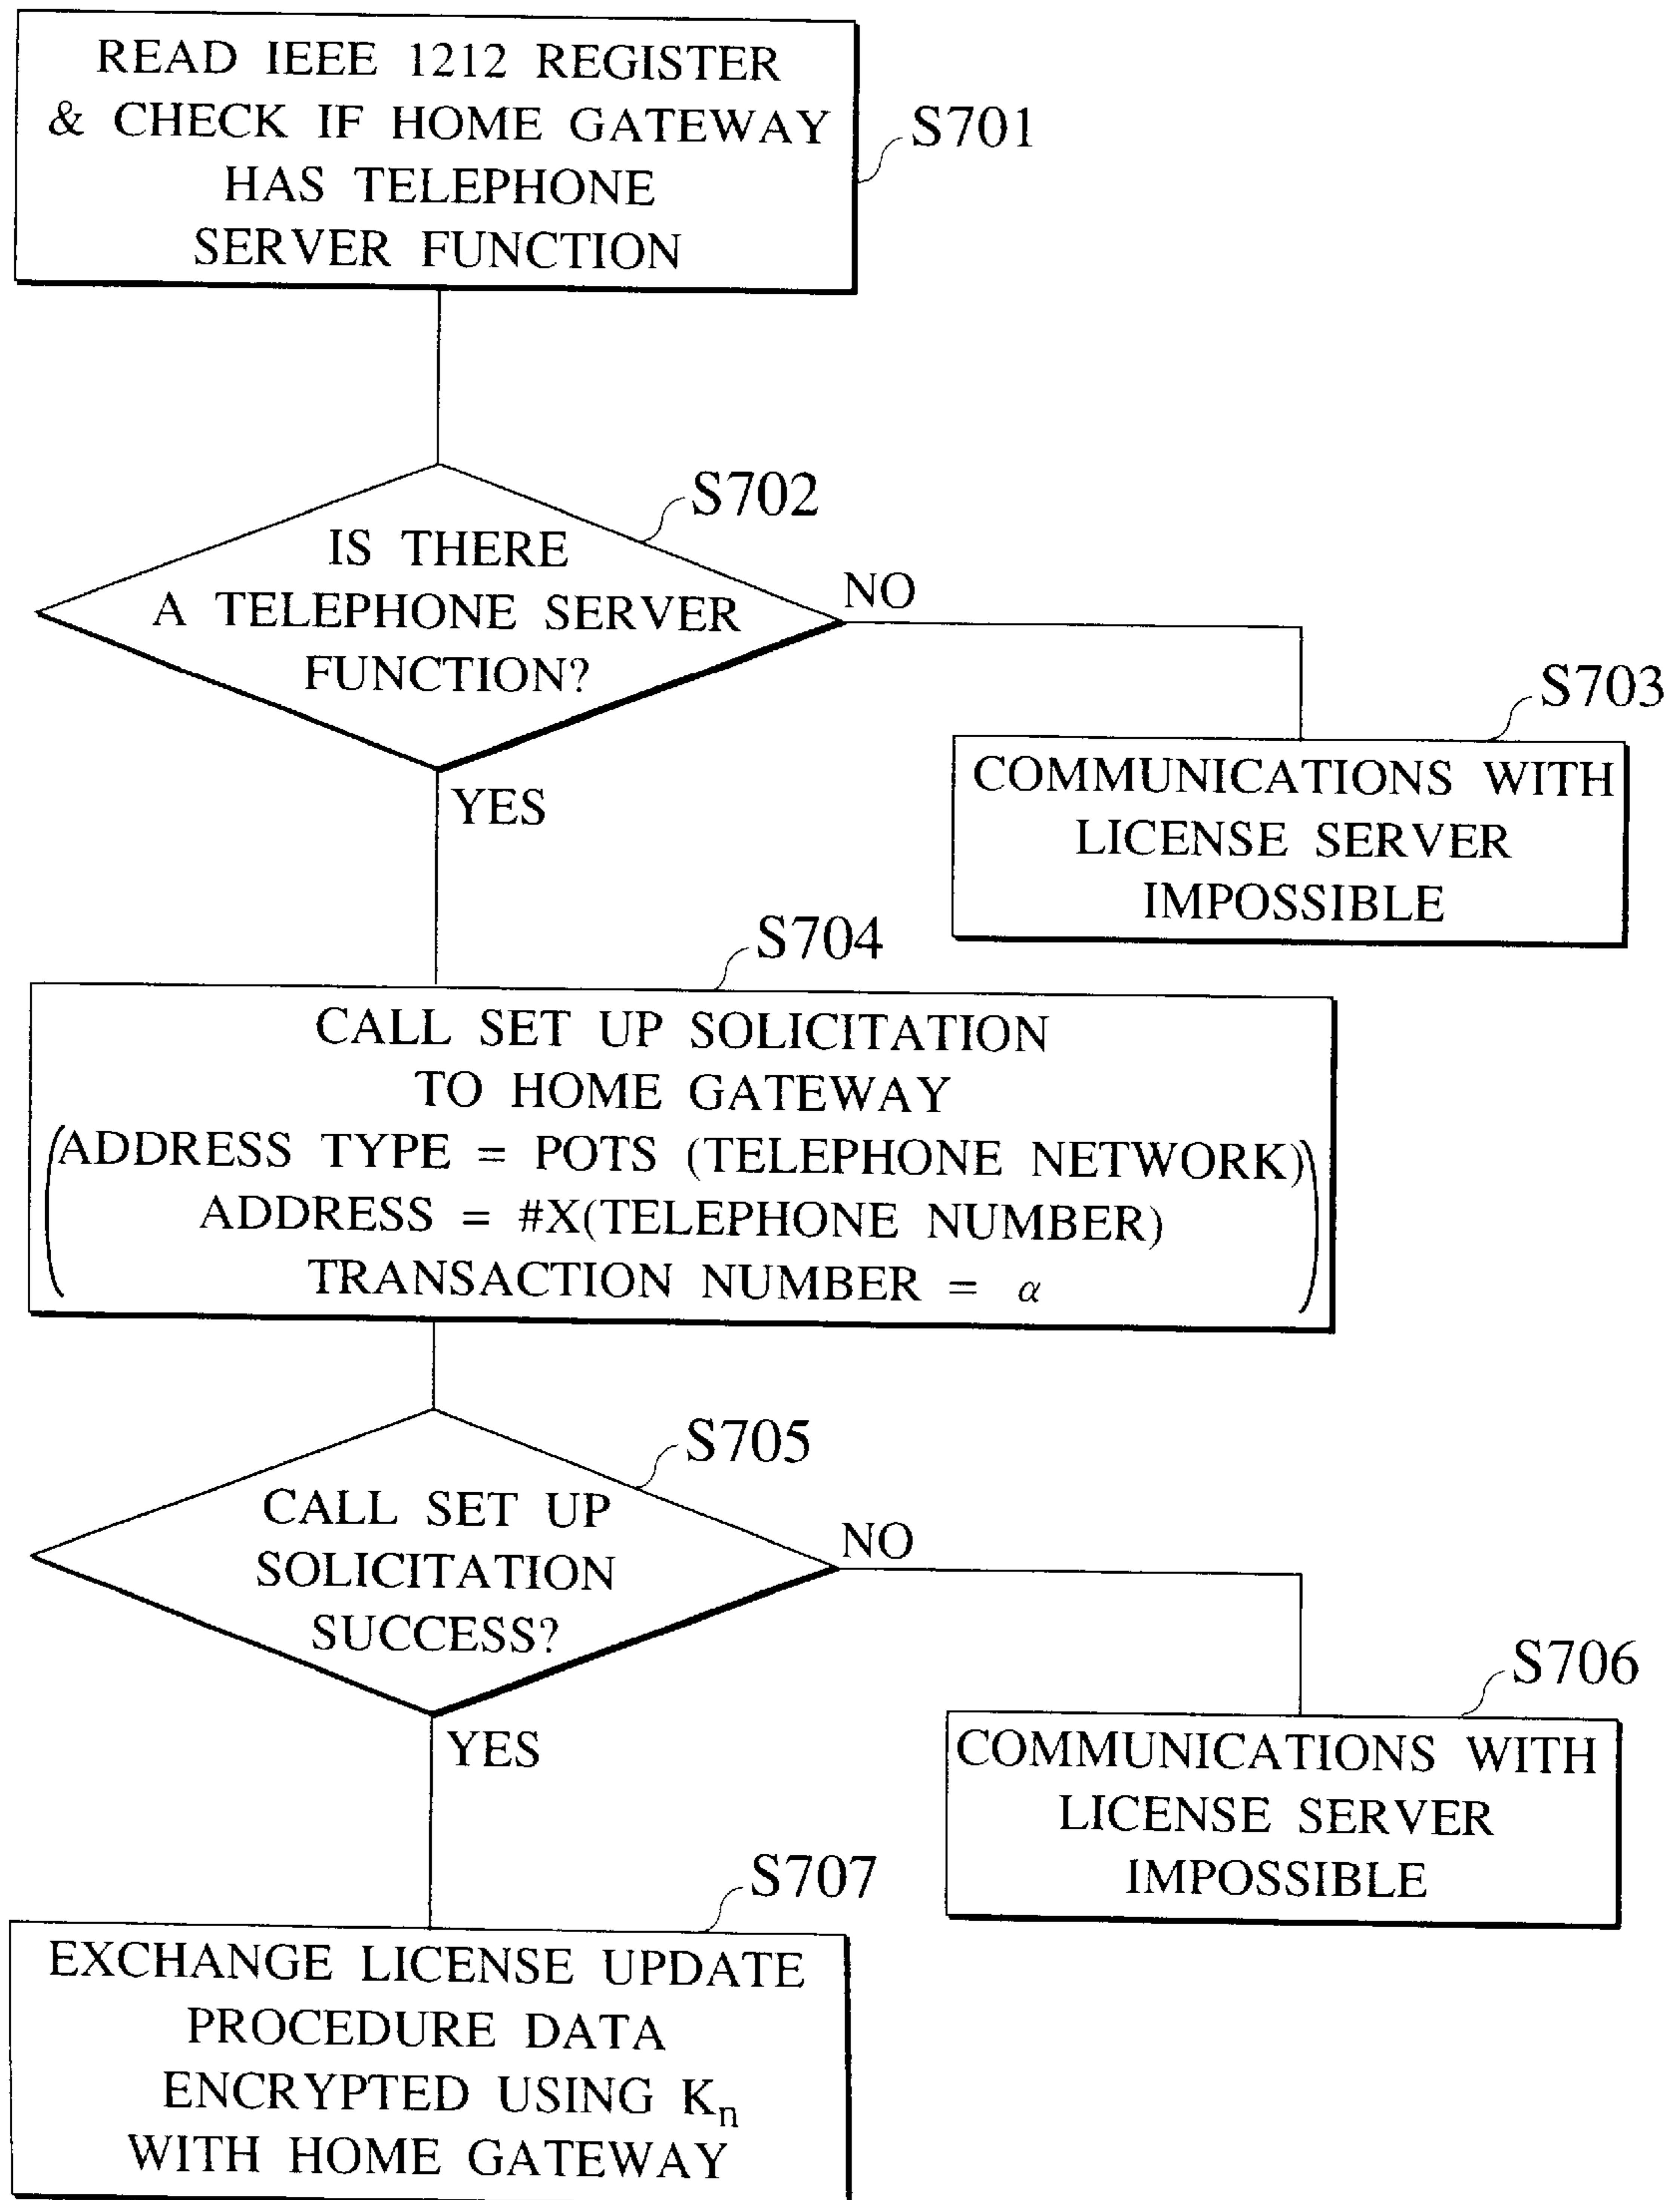 READ IEEE 1212 REGISTER
& CHECK IF HOME GATEWAY
HAS TELEPHONE
SERVER FUNCTION
S701
S702
IS THERE
A TELEPHONE SERVER
FUNCTION?
NO
YES
S703
COMMUNICATIONS WITH
LICENSE SERVER
IMPOSSIBLE
S704
CALL SET UP SOLICITATION
TO HOME GATEWAY
(ADDRESS TYPE = POTS (TELEPHONE NETWORK)
ADDRESS = #X(TELEPHONE NUMBER)
TRANSACTION NUMBER = α)
S705
CALL SET UP
SOLICITATION
SUCCESS?
NO
YES
S706
COMMUNICATIONS WITH
LICENSE SERVER
IMPOSSIBLE
S707
EXCHANGE LICENSE UPDATE
PROCEDURE DATA
ENCRYPTED USING Kn
WITH HOME GATEWAY